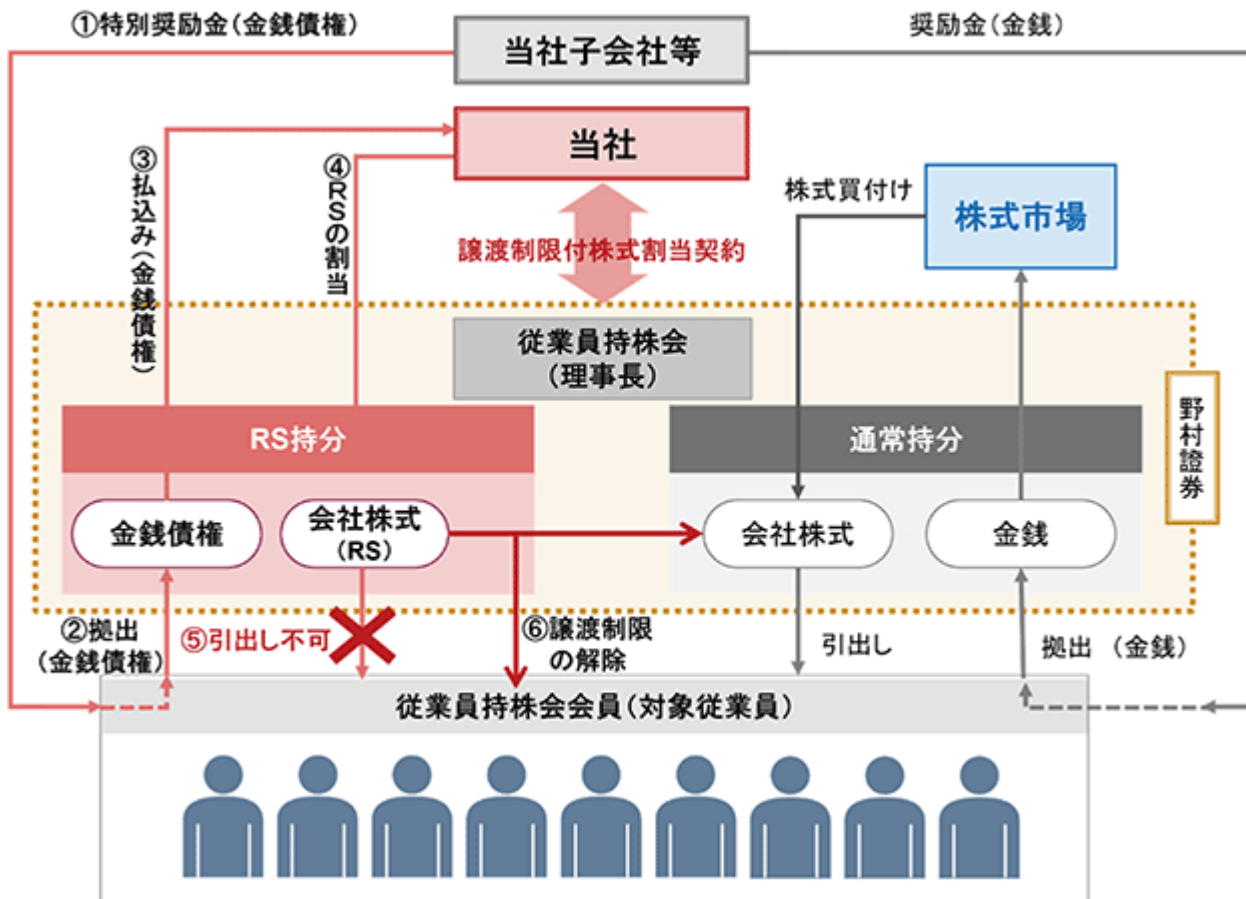 ①特別奨励金(金銭債権)
当社子会社等
奨励金(金銭)
当社
③払込み(金銭債権)
④RSの割当
株式買付け
株式市場
譲渡制限付株式割当契約
従業員持株会
(理事長)
野村證券
RS持分
通常持分
金銭債権
会社株式
(RS)
会社株式
金銭
②拠出
(金銭債権)
⑤引出し不可
⑥譲渡制限
の解除
引出し
拠出 (金銭)
従業員持株会会員(対象従業員)